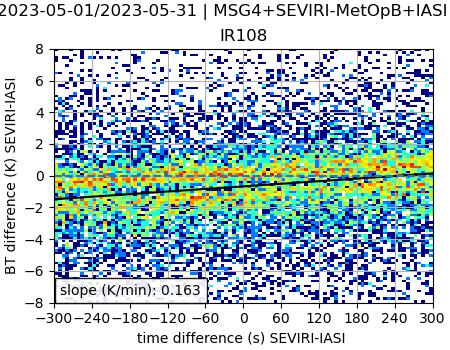 2023-05-01/2023-05-31 | MSG4+SEVIRI-MetOpB+IASI
IR108
8
6
4
2
0
−2
−4
−6
−8
BT difference (K) SEVIRI-IASI
slope (K/min): 0.163
−300 −240 −180 −120 −60 0 60 120 180 240 300
time difference (s) SEVIRI-IASI